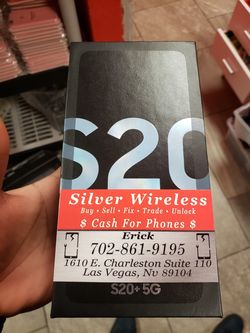 S20
Silver Wireless
Buy - Sell - Fix - Trade - Unlock
$ Cash For Phones $
Erick
702-861-9195
1610 E. Charleston Suite 110
Las Vegas, Nv 89104
S20+ 5G